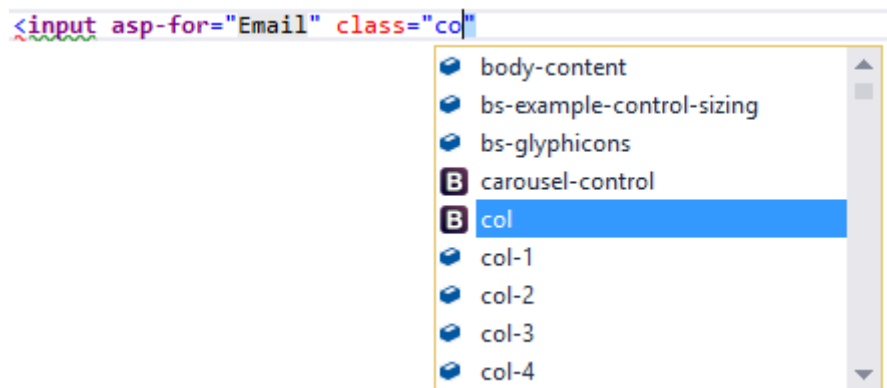 <input asp-for="Email" class="co"
body-content
bs-example-control-sizing
bs-glyphicons
B carousel-control
B col
col-1
col-2
col-3
col-4